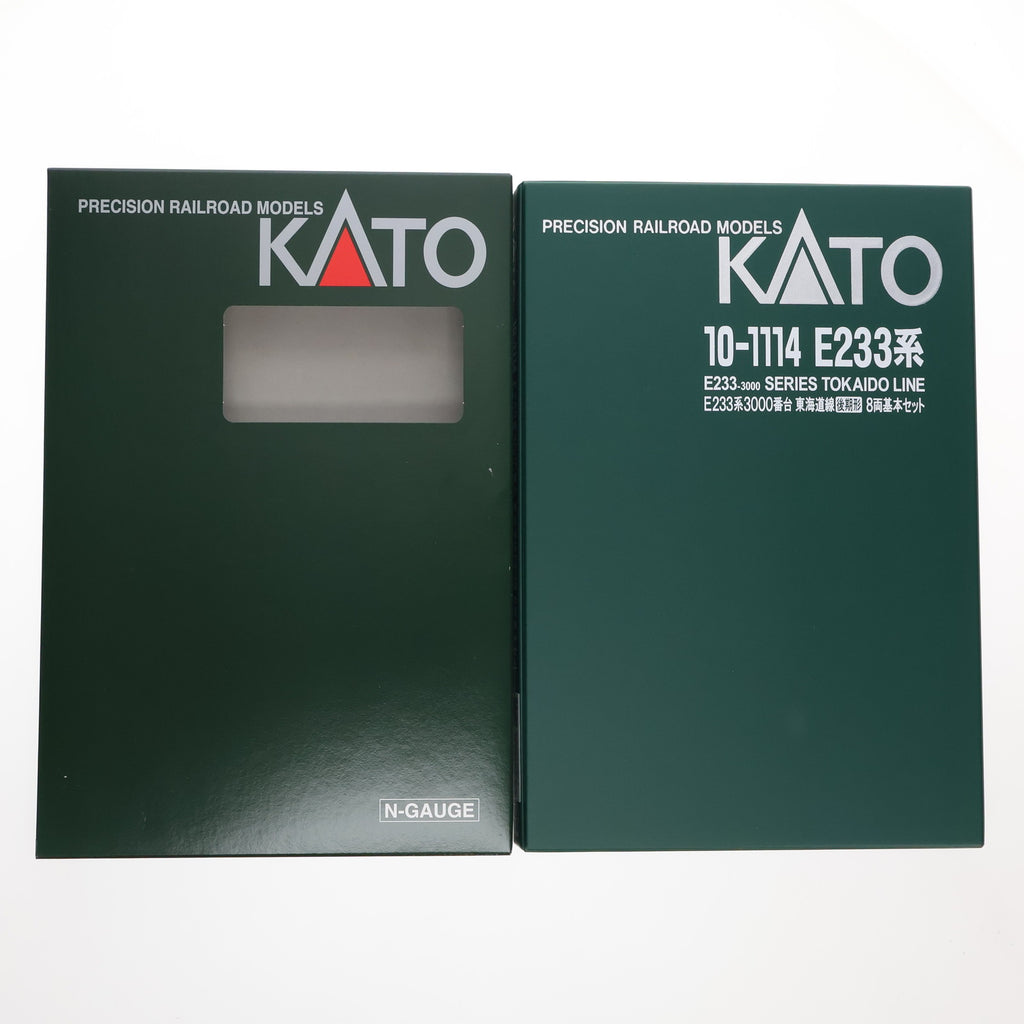 PRECISION RAILROAD MODELS
KATO
N-GAUGE
PRECISION RAILROAD MODELS
KATO
10-1114 E233系
E233-3000 SERIES TOKAIDO LINE
E233系3000番台 東海道線 後期形 8両基本セット